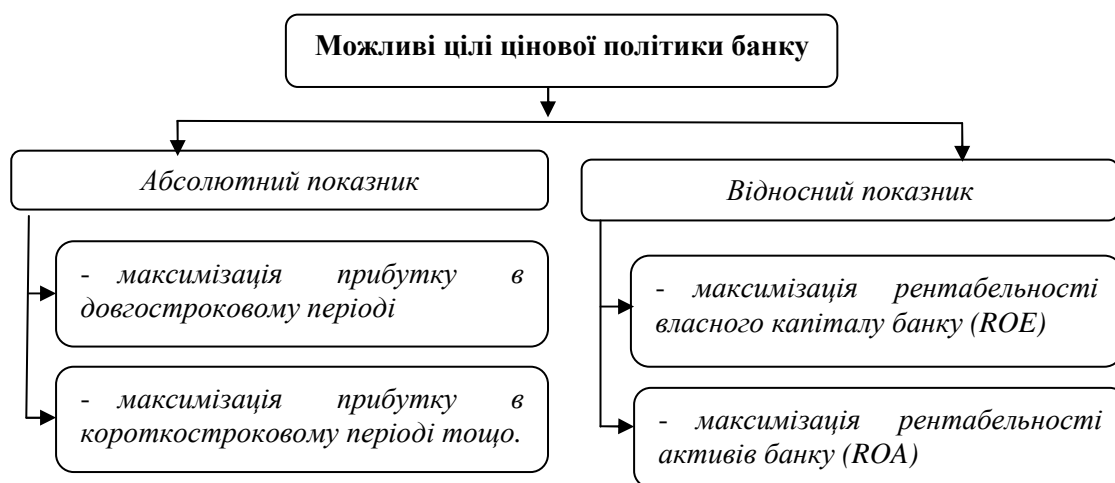 Можливі цілі цінової політики банку
Абсолютний показник
- максимізація прибутку в
довгостроковому періоді
- максимізація прибутку в
короткостроковому періоді тощо.
Відносний показник
- максимізація рентабельності
власного капіталу банку (ROE)
- максимізація рентабельності
активів банку (ROA)